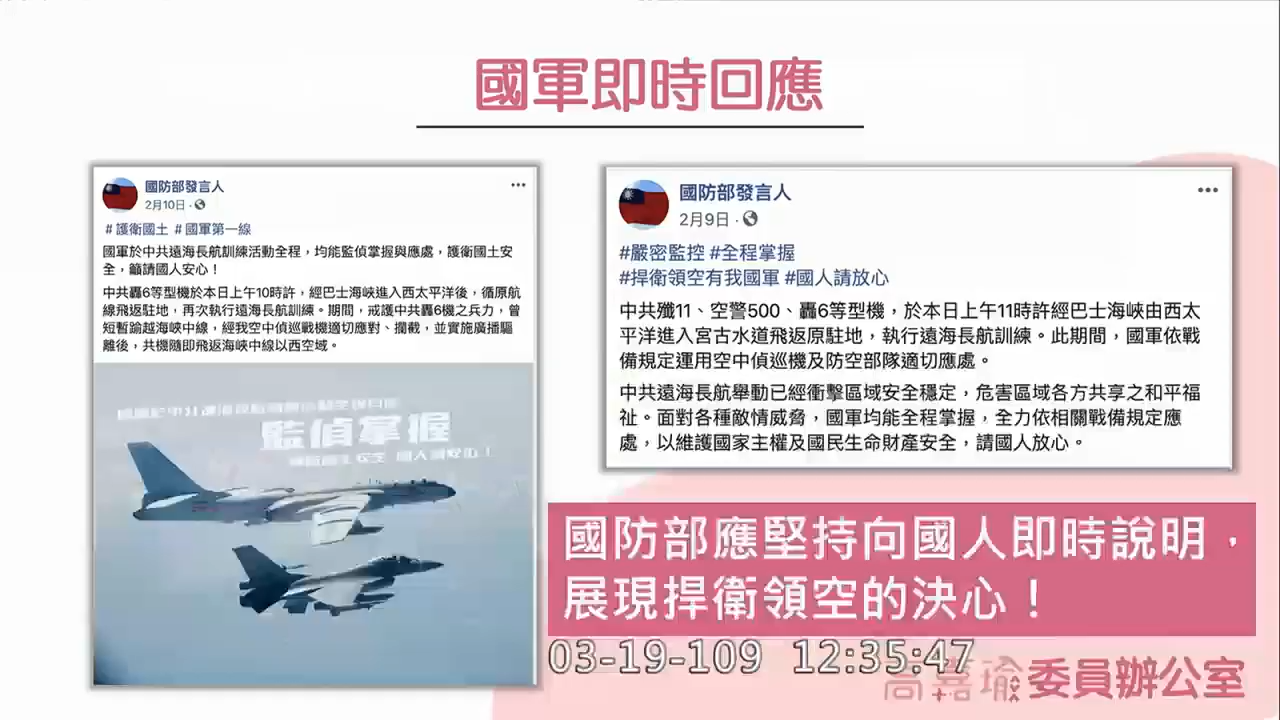 國軍即時回應
國防部發言人
2月10日
#護衛國土 #國軍第一線
國軍於中共遠海長航訓練活動全程，均能監偵掌握與應處，護衛國土安
全，籲請國人安心！
中共轟6等型機於本日上午10時許，經巴士海峽進入西太平洋後，循原航
線飛返駐地，再次執行遠海長航訓練。期間，戒護中共轟6機之兵力，曾
短暫踰越海峽中線，經我空中偵巡戰機適切應對、攔截，並實施廣播驅
離後，共機隨即飛返海峽中線以西空域。
監偵掌握
國防部發言人
2月9日
#嚴密監控 #全程掌握
#捍衛領空有我國軍 #國人請放心
中共殲11、空警500、轟6等型機，於本日上午11時許經巴士海峽由西太
平洋進入宮古水道飛返原駐地，執行遠海長航訓練。此期間，國軍依戰
備規定運用空中偵巡機及防空部隊適切應處。
中共遠海長航舉動已經衝擊區域安全穩定，危害區域各方共享之和平福
祉。面對各種敵情威脅，國軍均能全程掌握，全力依相關戰備規定應
處，以維護國家主權及國民生命財產安全，請國人放心。
國防部應堅持向國人即時說明，
展現捍衛領空的決心！
03-19-109 12:35:47
高嘉瑜委員辦公室